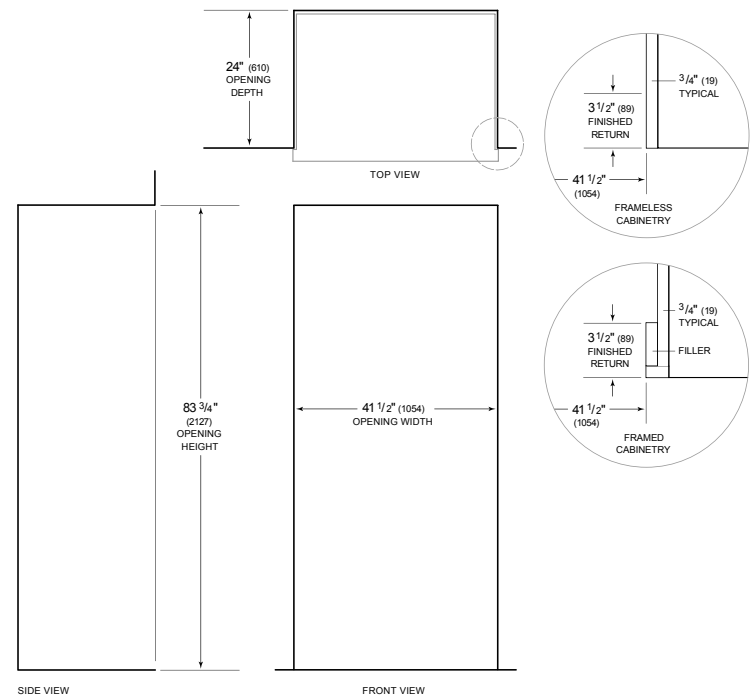 24" (610)
OPENING
DEPTH
TOP VIEW
3/4" (19)
TYPICAL
3 1/2" (89)
FINISHED
RETURN
41 1/2"
(1054)
FRAMELESS
CABINETRY
3/4" (19)
TYPICAL
3 1/2" (89)
FINISHED
RETURN
FILLER
41 1/2"
(1054)
FRAMED
CABINETRY
83 3/4"
(2127)
OPENING
HEIGHT
41 1/2" (1054)
OPENING WIDTH
SIDE VIEW
FRONT VIEW